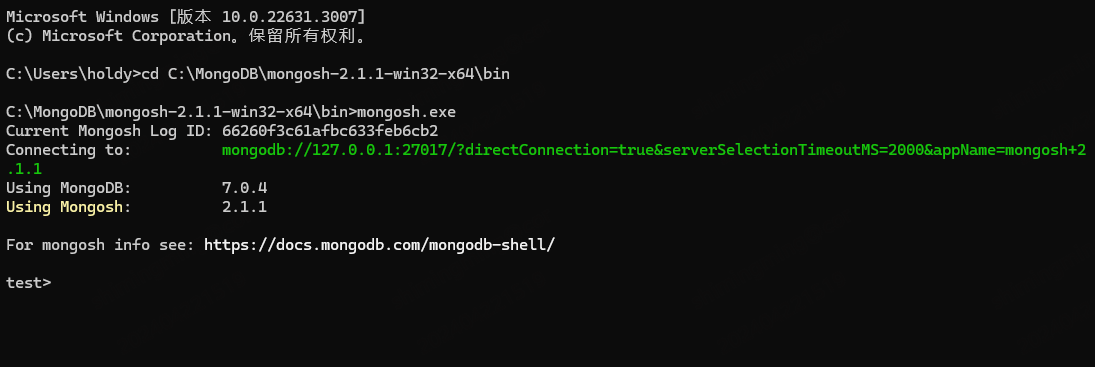 Microsoft Windows [版本 10.0.22631.3007]
(c) Microsoft Corporation。保留所有权利。
C:\Users\holdy>cd C:\MongoDB\mongosh-2.1.1-win32-x64\bin
C:\MongoDB\mongosh-2.1.1-win32-x64\bin>mongosh.exe
Current Mongosh Log ID: 66260f3c61afbc633feb6cb2
Connecting to:          mongodb://127.0.0.1:27017/?directConnection=true&serverSelectionTimeoutMS=2000&appName=mongosh+2
.1.1
Using MongoDB:          7.0.4
Using Mongosh:          2.1.1
For mongosh info see: https://docs.mongodb.com/mongodb-shell/
test>